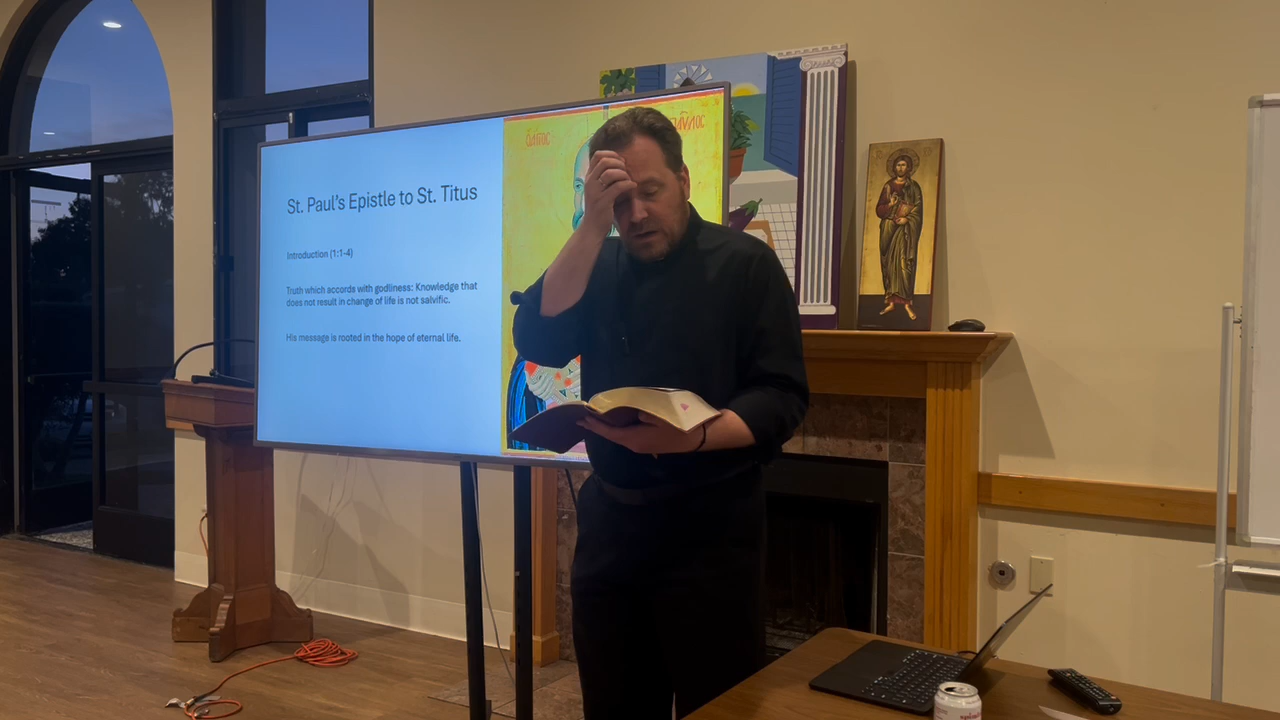 St. Paul's Epistle to St. Titus
Introduction (1:1-4)
Truth which accords with godliness: Knowledge that
does not result in change of life is not salvific.
His message is rooted in the hope of eternal life.